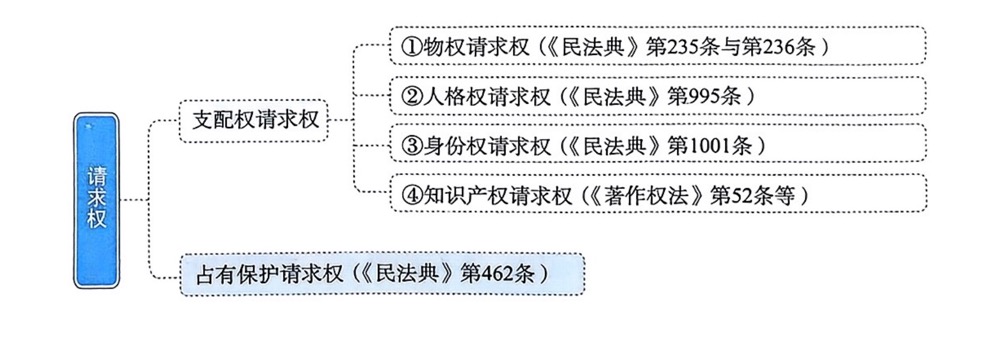 请求权
支配权请求权
①物权请求权（《民法典》第235条与第236条）
②人格权请求权（《民法典》第995条）
③身份权请求权（《民法典》第1001条）
④知识产权请求权（《著作权法》第52条等）
占有保护请求权（《民法典》第462条）